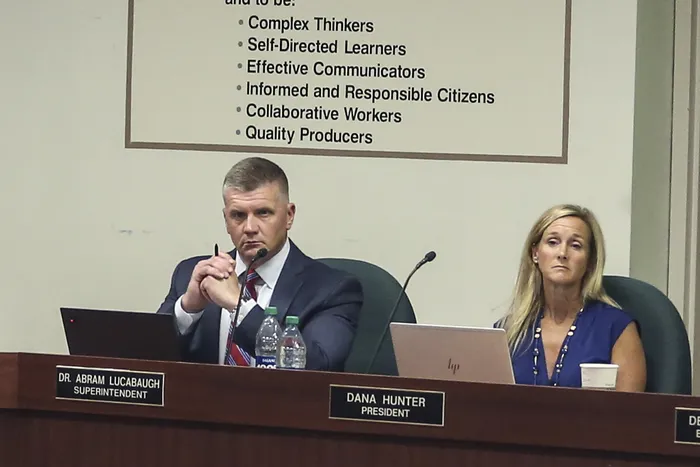 and to be:
• Complex Thinkers
• Self-Directed Learners
• Effective Communicators
• Informed and Responsible Citizens
• Collaborative Workers
• Quality Producers
hp
DR. ABRAM LUCABAUGH
SUPERINTENDENT
DANA HUNTER
PRESIDENT